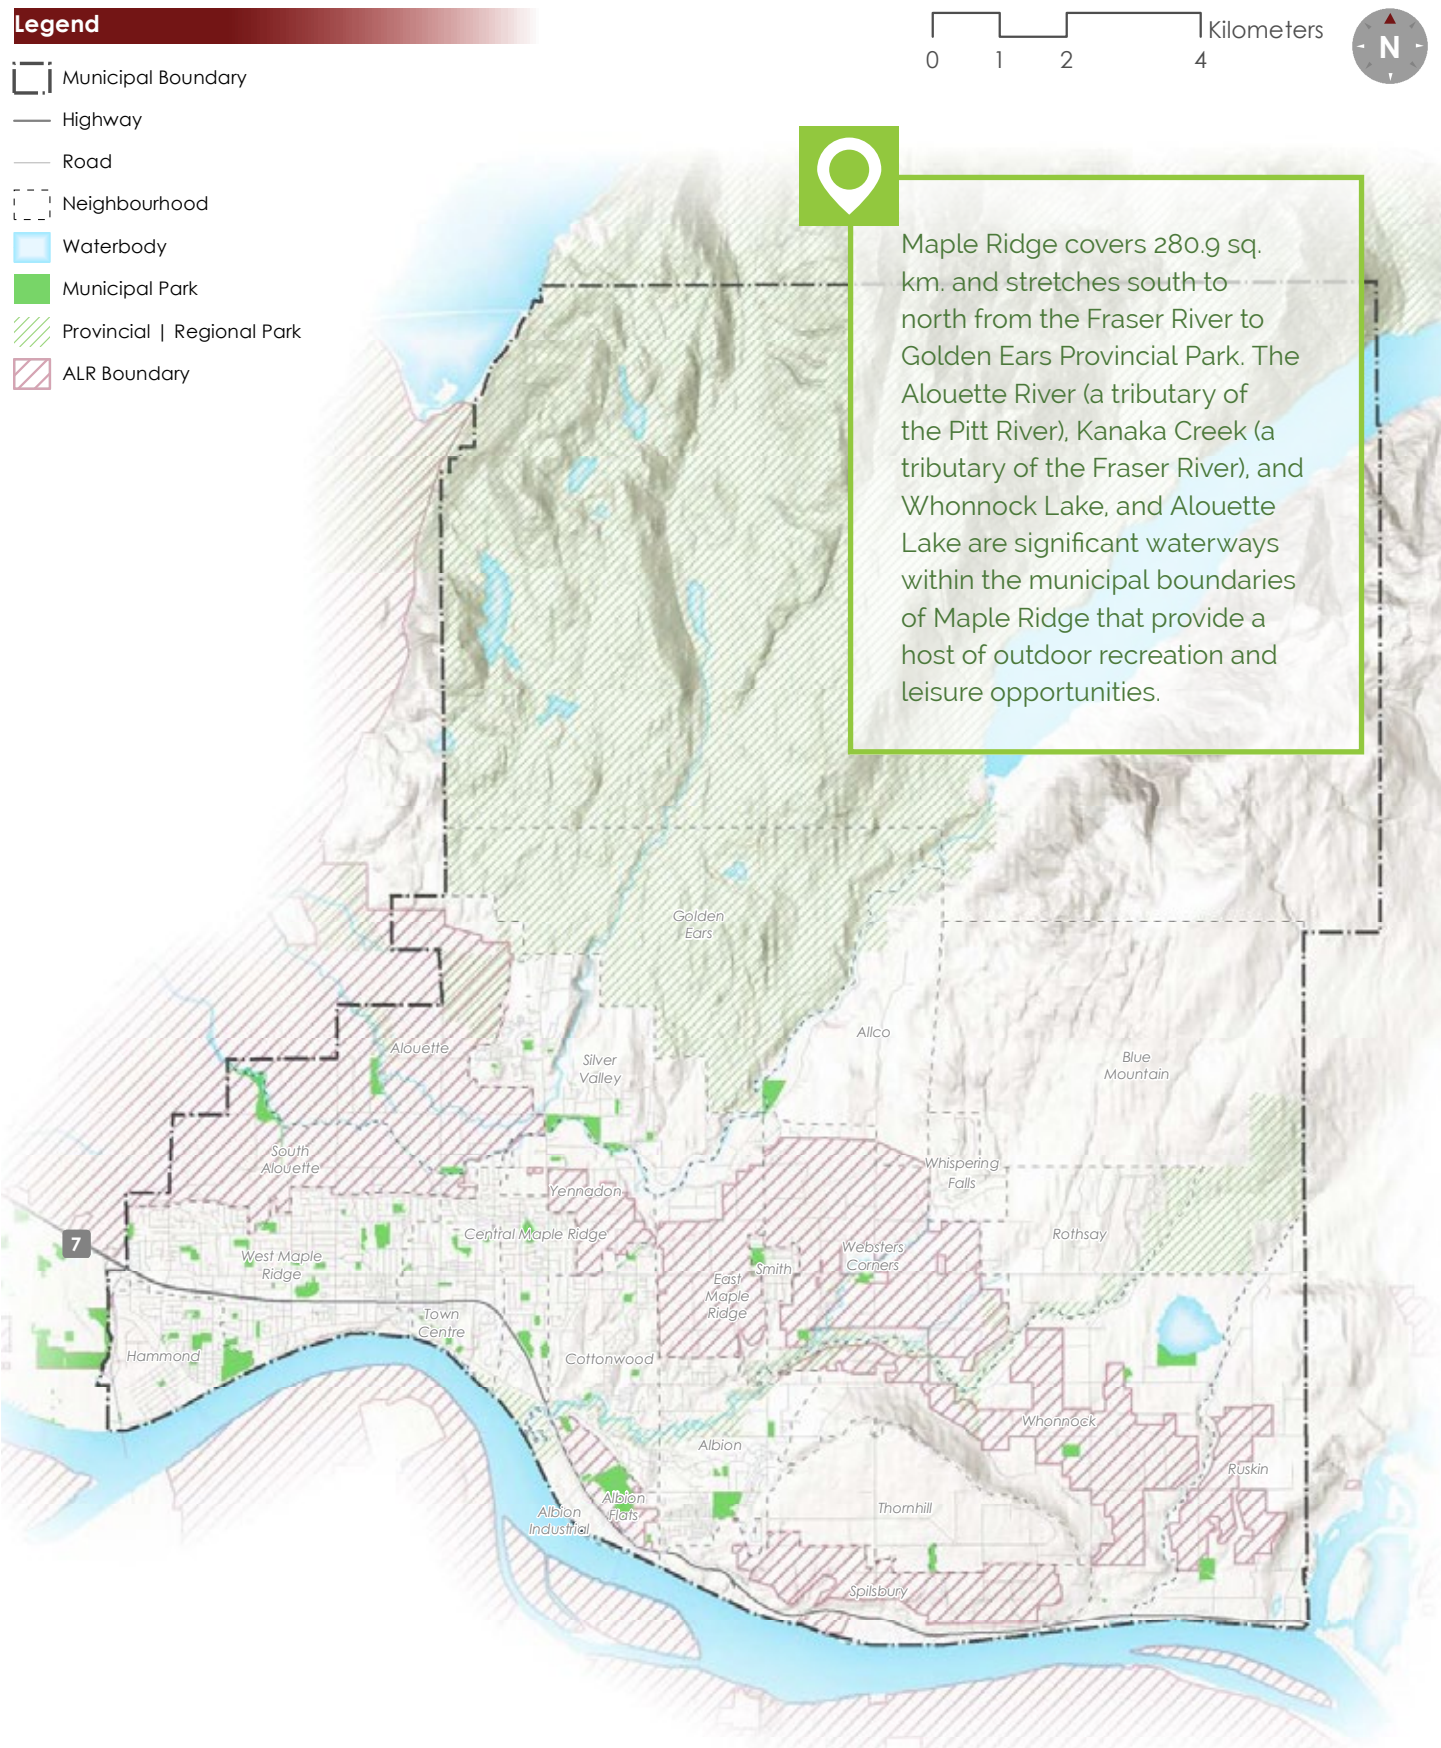 Legend
Municipal Boundary
Highway
Road
Neighbourhood
Waterbody
Municipal Park
Provincial | Regional Park
ALR Boundary
Kilometers
0 1 2 4
N
Maple Ridge covers 280.9 sq.
km. and stretches south to
north from the Fraser River to
Golden Ears Provincial Park. The
Alouette River (a tributary of
the Pitt River), Kanaka Creek (a
tributary of the Fraser River), and
Whonnock Lake, and Alouette
Lake are significant waterways
within the municipal boundaries
of Maple Ridge that provide a
host of outdoor recreation and
leisure opportunities.
Golden
Ears
Allco
Alouette
Silver
Valley
Blue
Mountain
South
Alouette
Whispering
Falls
Yennadon
Central Maple Ridge
Rothsay
7
West Maple
Ridge
Websters
Corners
Smith
East
Maple
Ridge
Town
Centre
Hammond
Cottonwood
Whonnock
Albion
Ruskin
Albion
Flats
Thornhill
Albion
Industrial
Spilsbury